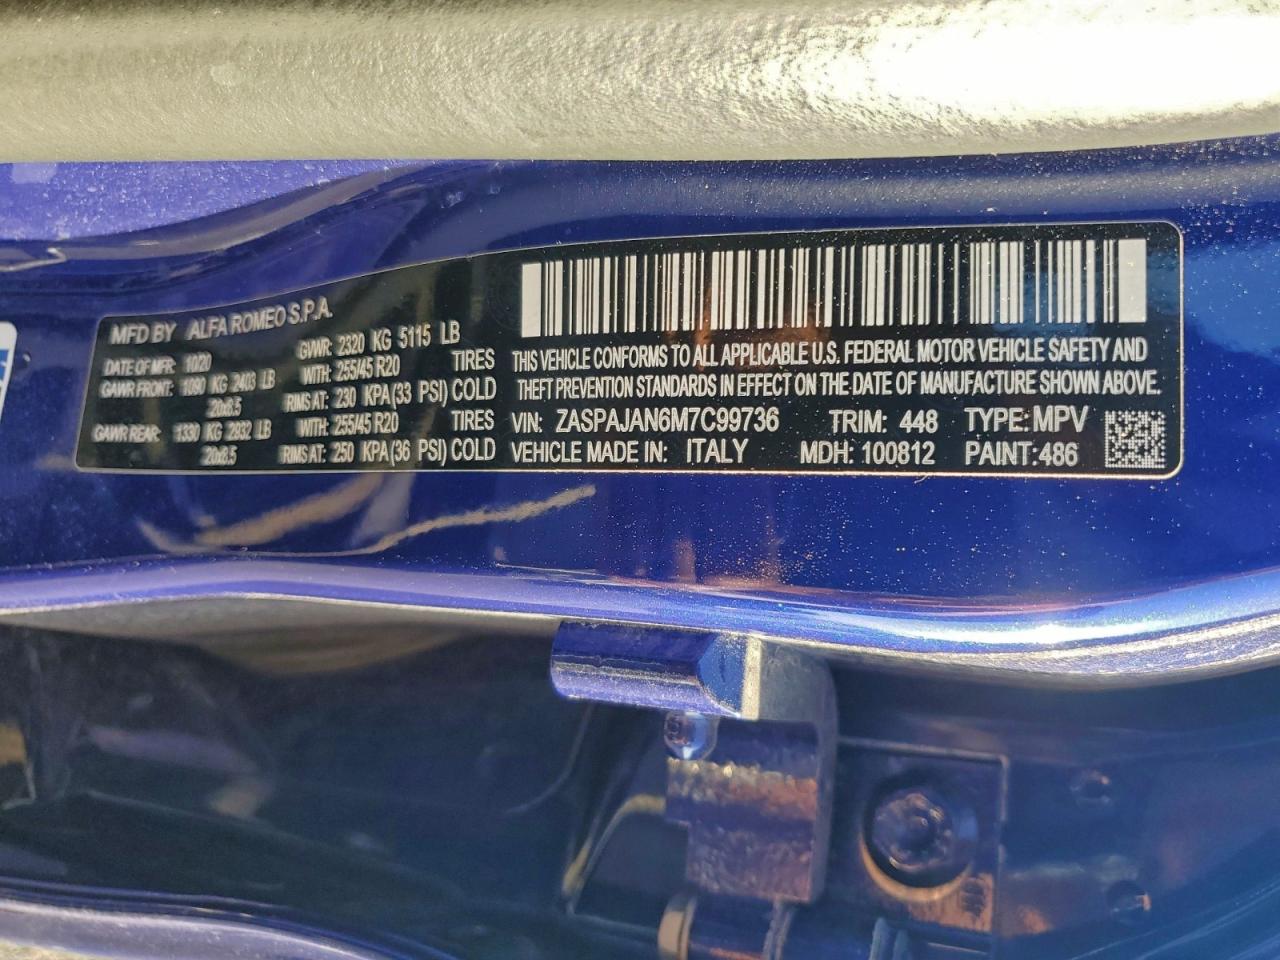 MFD BY ALFA ROMEO S.P.A.
DATE OF MFR: 10/20 GVWR: 2320 KG 5115 LB
GAWR FRONT: 1090 KG 2403 LB WITH: 255/45 R20 TIRES
20x8.5 RIMS AT: 230 KPA(33 PSI) COLD
GAWR REAR: 1330 KG 2932 LB WITH: 255/45 R20 TIRES
20x8.5 RIMS AT: 250 KPA(36 PSI) COLD
THIS VEHICLE CONFORMS TO ALL APPLICABLE U.S. FEDERAL MOTOR VEHICLE SAFETY AND
THEFT PREVENTION STANDARDS IN EFFECT ON THE DATE OF MANUFACTURE SHOWN ABOVE.
VIN: ZASPAJAN6M7C99736 TRIM: 448 TYPE: MPV
VEHICLE MADE IN: ITALY MDH: 100812 PAINT:486